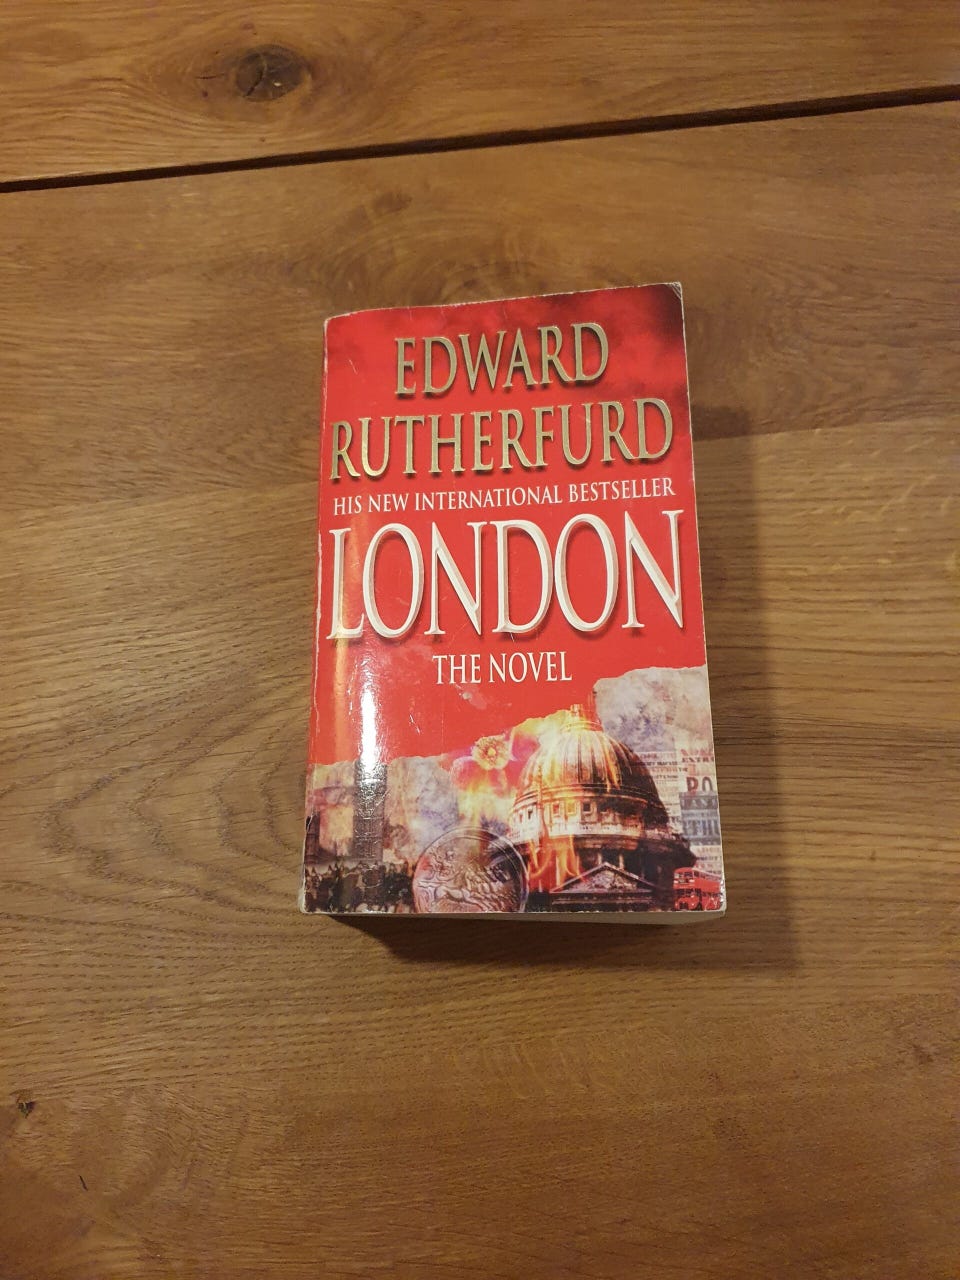 EDWARD
RUTHERFURD
HIS NEW INTERNATIONAL BESTSELLER
LONDON
THE NOVEL